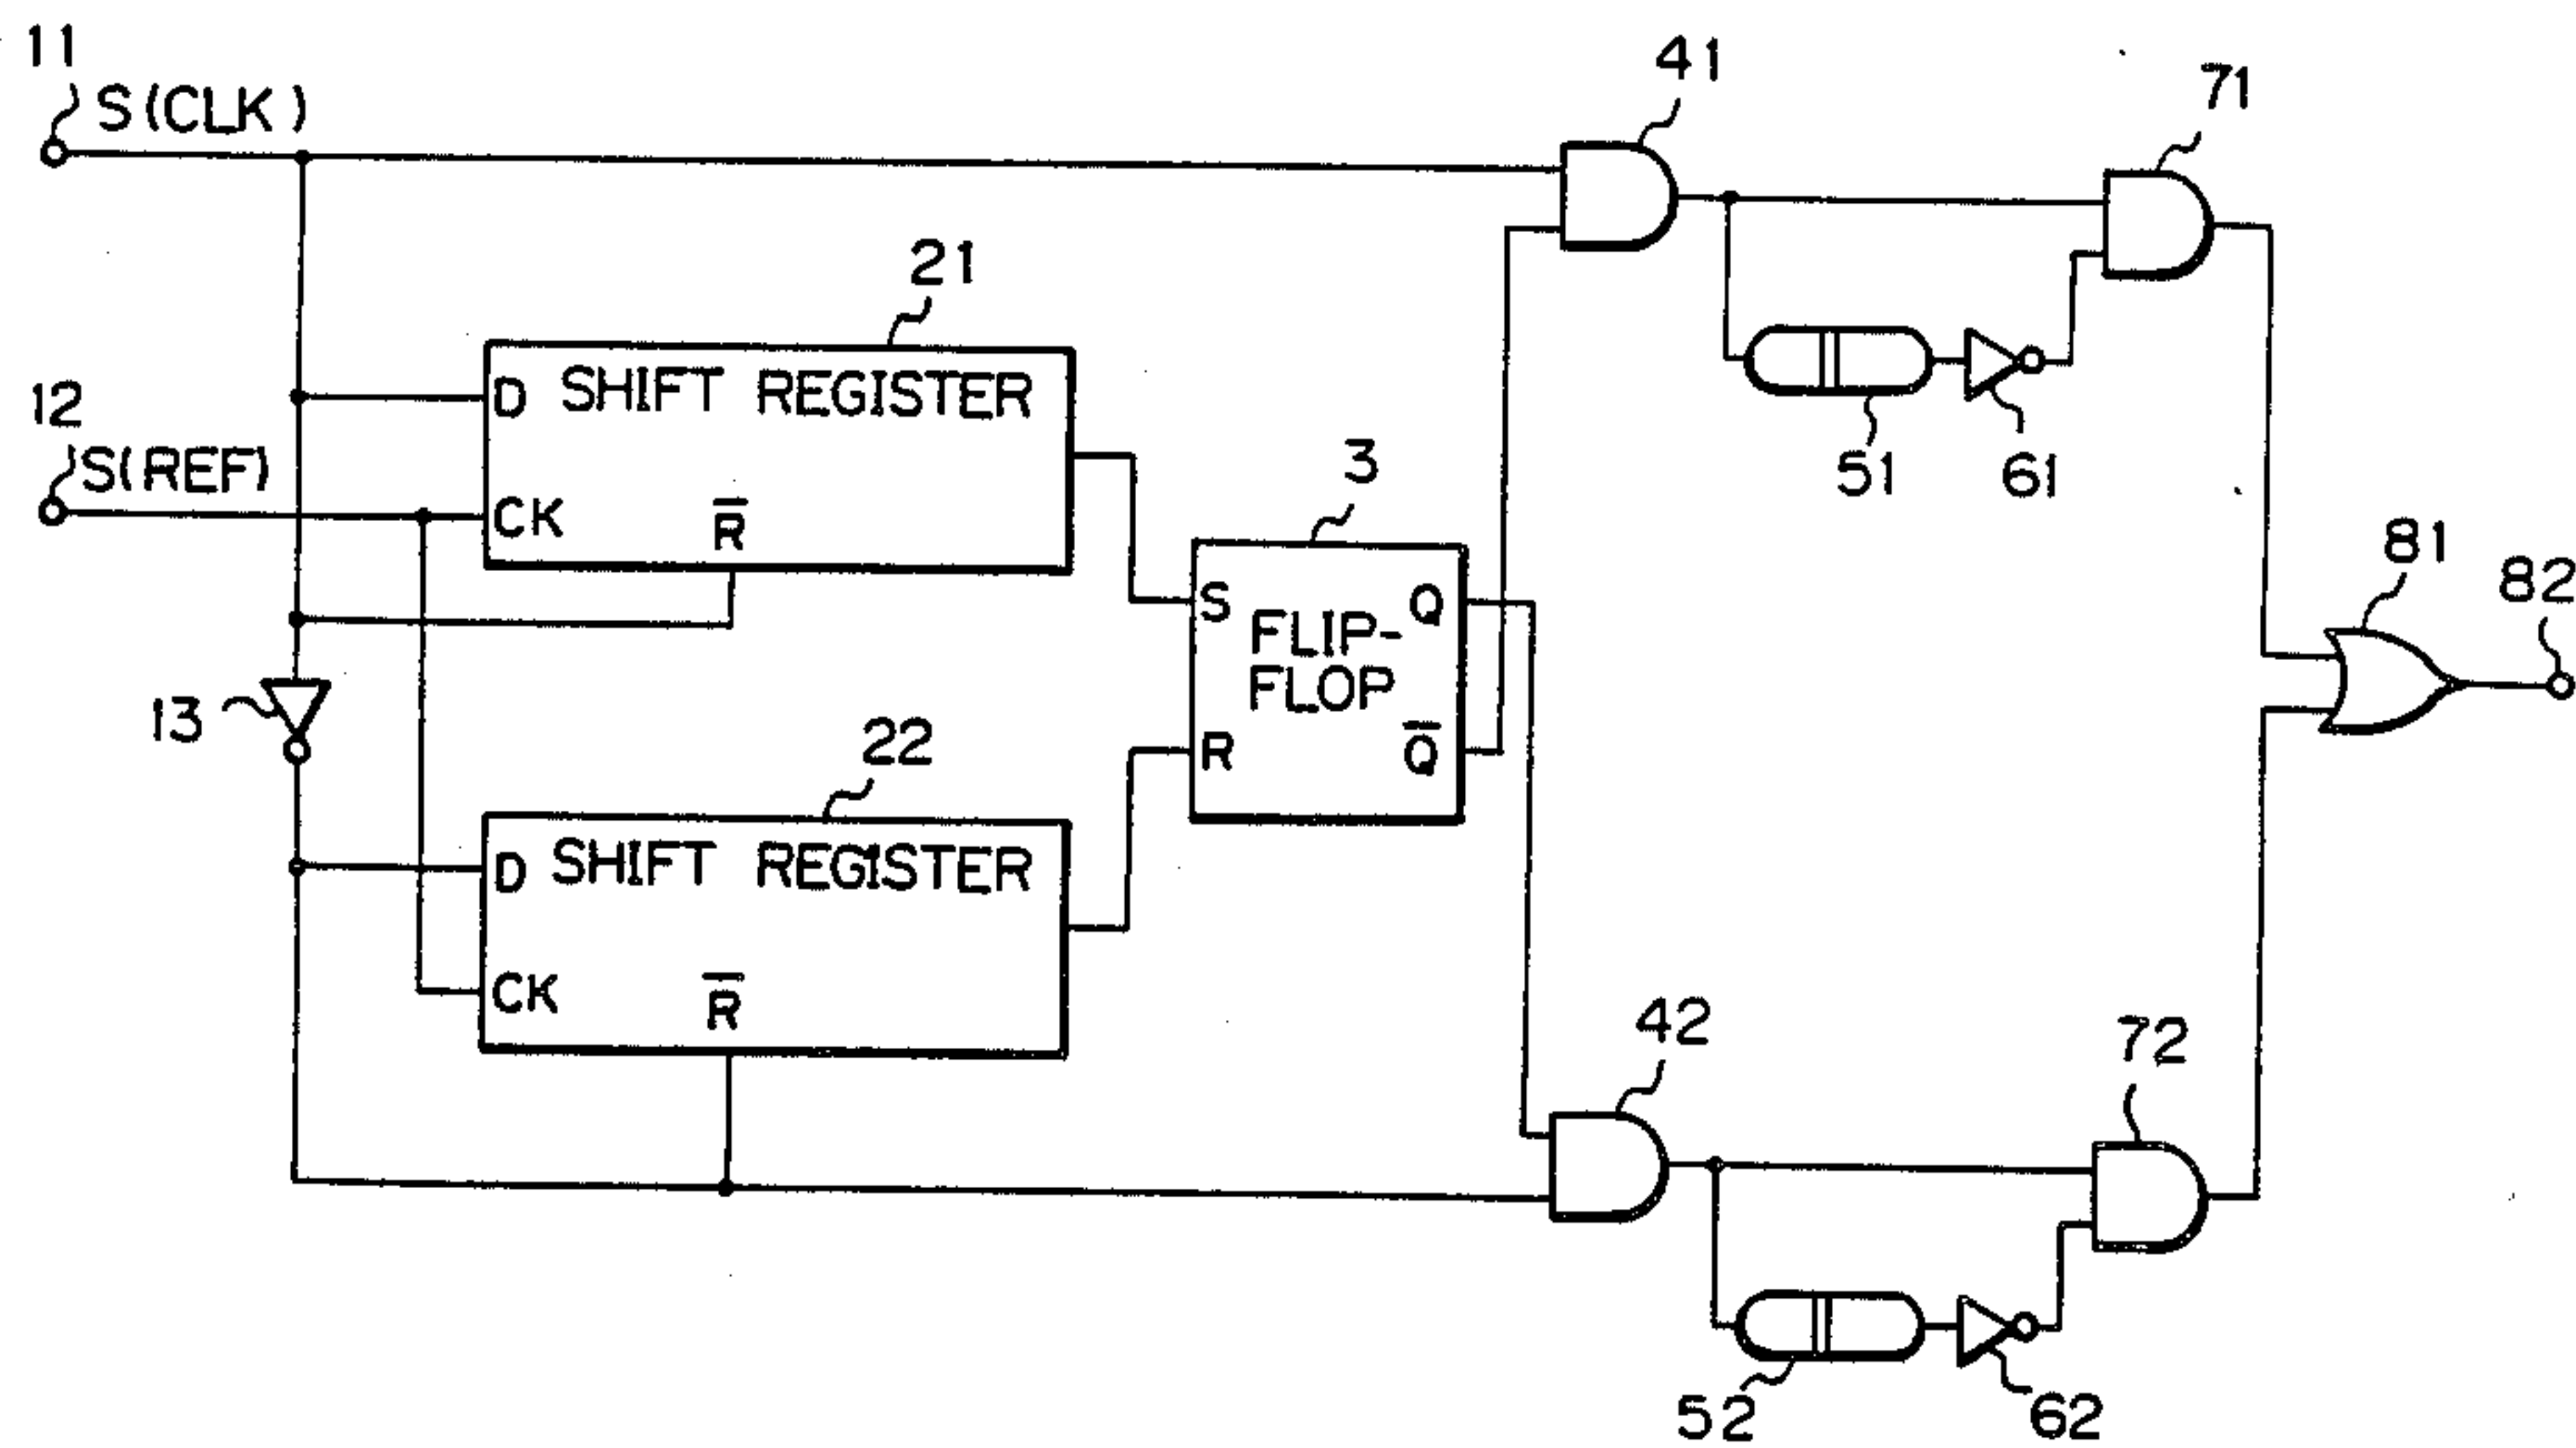 11
S(CLK)
41
71
21
D SHIFT REGISTER
12
S(REF)
CK
R̅
51
61
3
81
82
S
Q
FLIP-
FLOP
13
R
Q̅
22
D SHIFT REGISTER
CK
R̅
42
72
52
62